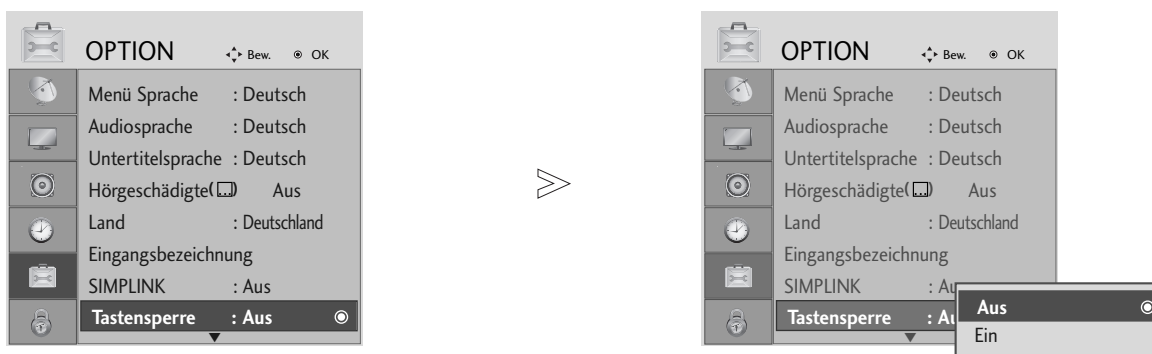 OPTION Bew. OK
Menü Sprache : Deutsch
Audiosprache : Deutsch
Untertitelsprache : Deutsch
Hörgeschädigte( ) Aus
Land : Deutschland
Eingangsbezeichnung
SIMPLINK : Aus
Tastensperre : Aus
OPTION Bew. OK
Menü Sprache : Deutsch
Audiosprache : Deutsch
Untertitelsprache : Deutsch
Hörgeschädigte( ) Aus
Land : Deutschland
Eingangsbezeichnung
SIMPLINK : Au
Tastensperre : Au
Aus
Ein